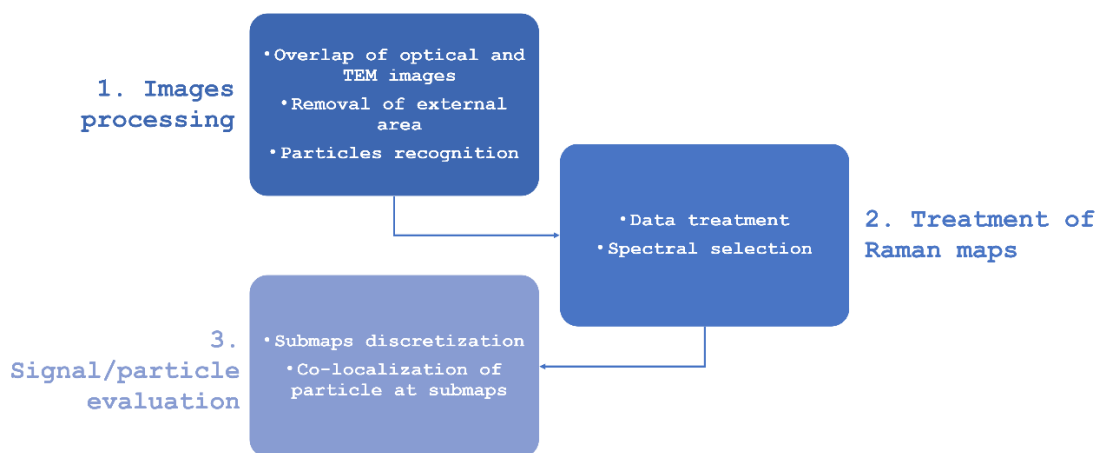 1. Images
processing
•Overlap of optical and
TEM images
•Removal of external
area
•Particles recognition
•Data treatment
•Spectral selection
2. Treatment of
Raman maps
3.
Signal/particle
evaluation
•Submaps discretization
•Co-localization of
particle at submaps